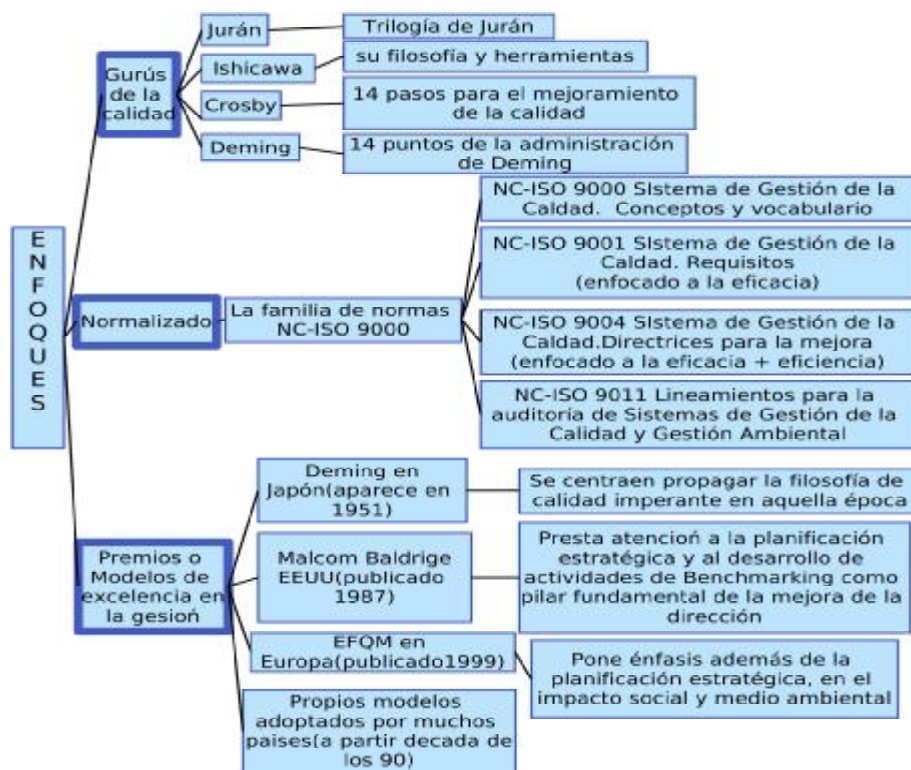 ENFOQUES
Gurús
de la
calidad
Jurán
Trilogía de Jurán
Ishicawa
su filosofía y herramientas
Crosby
14 pasos para el mejoramiento
de la calidad
Deming
14 puntos de la administración
de Deming
Normalizado
La familia de normas
NC-ISO 9000
NC-ISO 9000 SIstema de Gestión de la
Caldad. Conceptos y vocabulario
NC-ISO 9001 SIstema de Gestión de la
Caldad. Requisitos
(enfocado a la eficacia)
NC-ISO 9004 SIstema de Gestión de la
Caldad.Directrices para la mejora
(enfocado a la eficacia + eficiencia)
NC-ISO 9011 Lineamientos para la
auditoría de Sistemas de Gestión de la
Calidad y Gestión Ambiental
Premios o
Modelos de
excelencia en
la gesión
Deming en
Japón(aparece en
1951)
Se centraen propagar la filosofía de
calidad imperante en aquella época
Malcom Baldrige
EEUU(publicado
1987)
Presta atención a la planificación
estratégica y al desarrollo de
actividades de Benchmarking como
pilar fundamental de la mejora de la
dirección
EFQM en
Europa(publicado1999)
Pone énfasis además de la
planificación estratégica, en el
impacto social y medio ambiental
Propios modelos
adoptados por muchos
paises(a partir decada de
los 90)